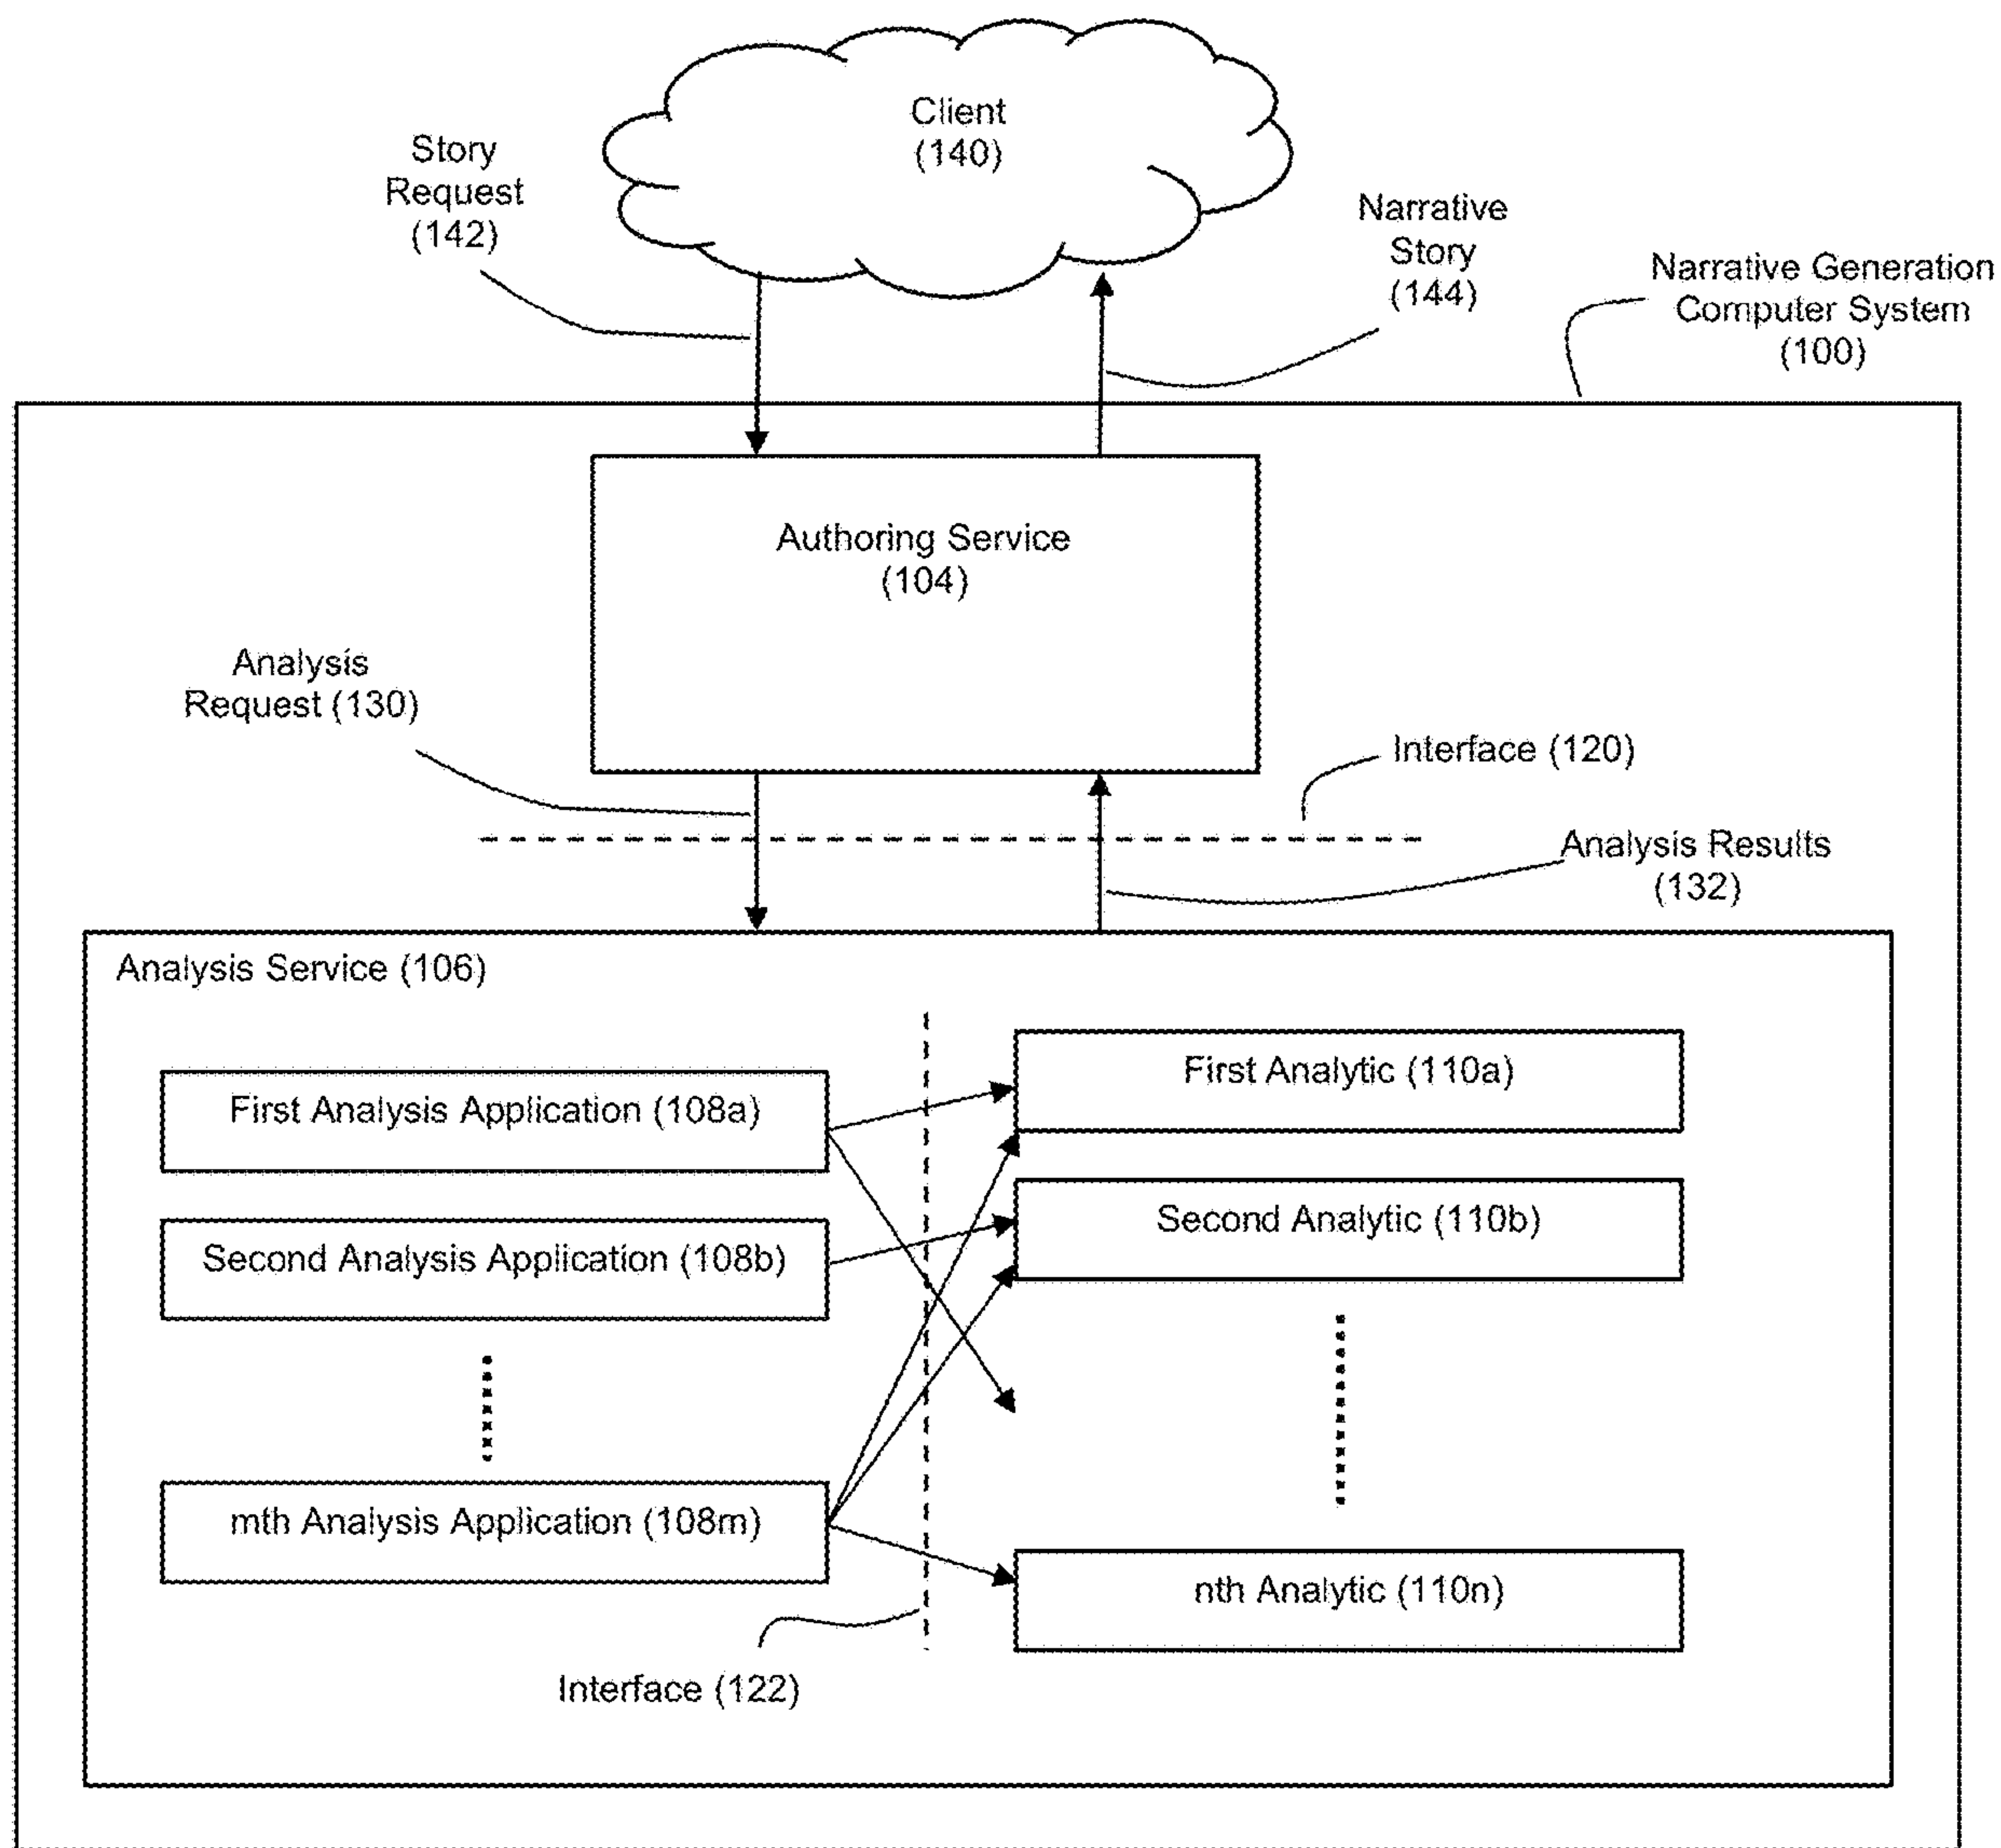 Client
(140)
Story
Request
(142)
Narrative
Story
(144)
Narrative Generation
Computer System
(100)
Authoring Service
(104)
Analysis
Request (130)
Interface (120)
Analysis Results
(132)
Analysis Service (106)
First Analysis Application (108a)
Second Analysis Application (108b)
mth Analysis Application (108m)
First Analytic (110a)
Second Analytic (110b)
nth Analytic (110n)
Interface (122)